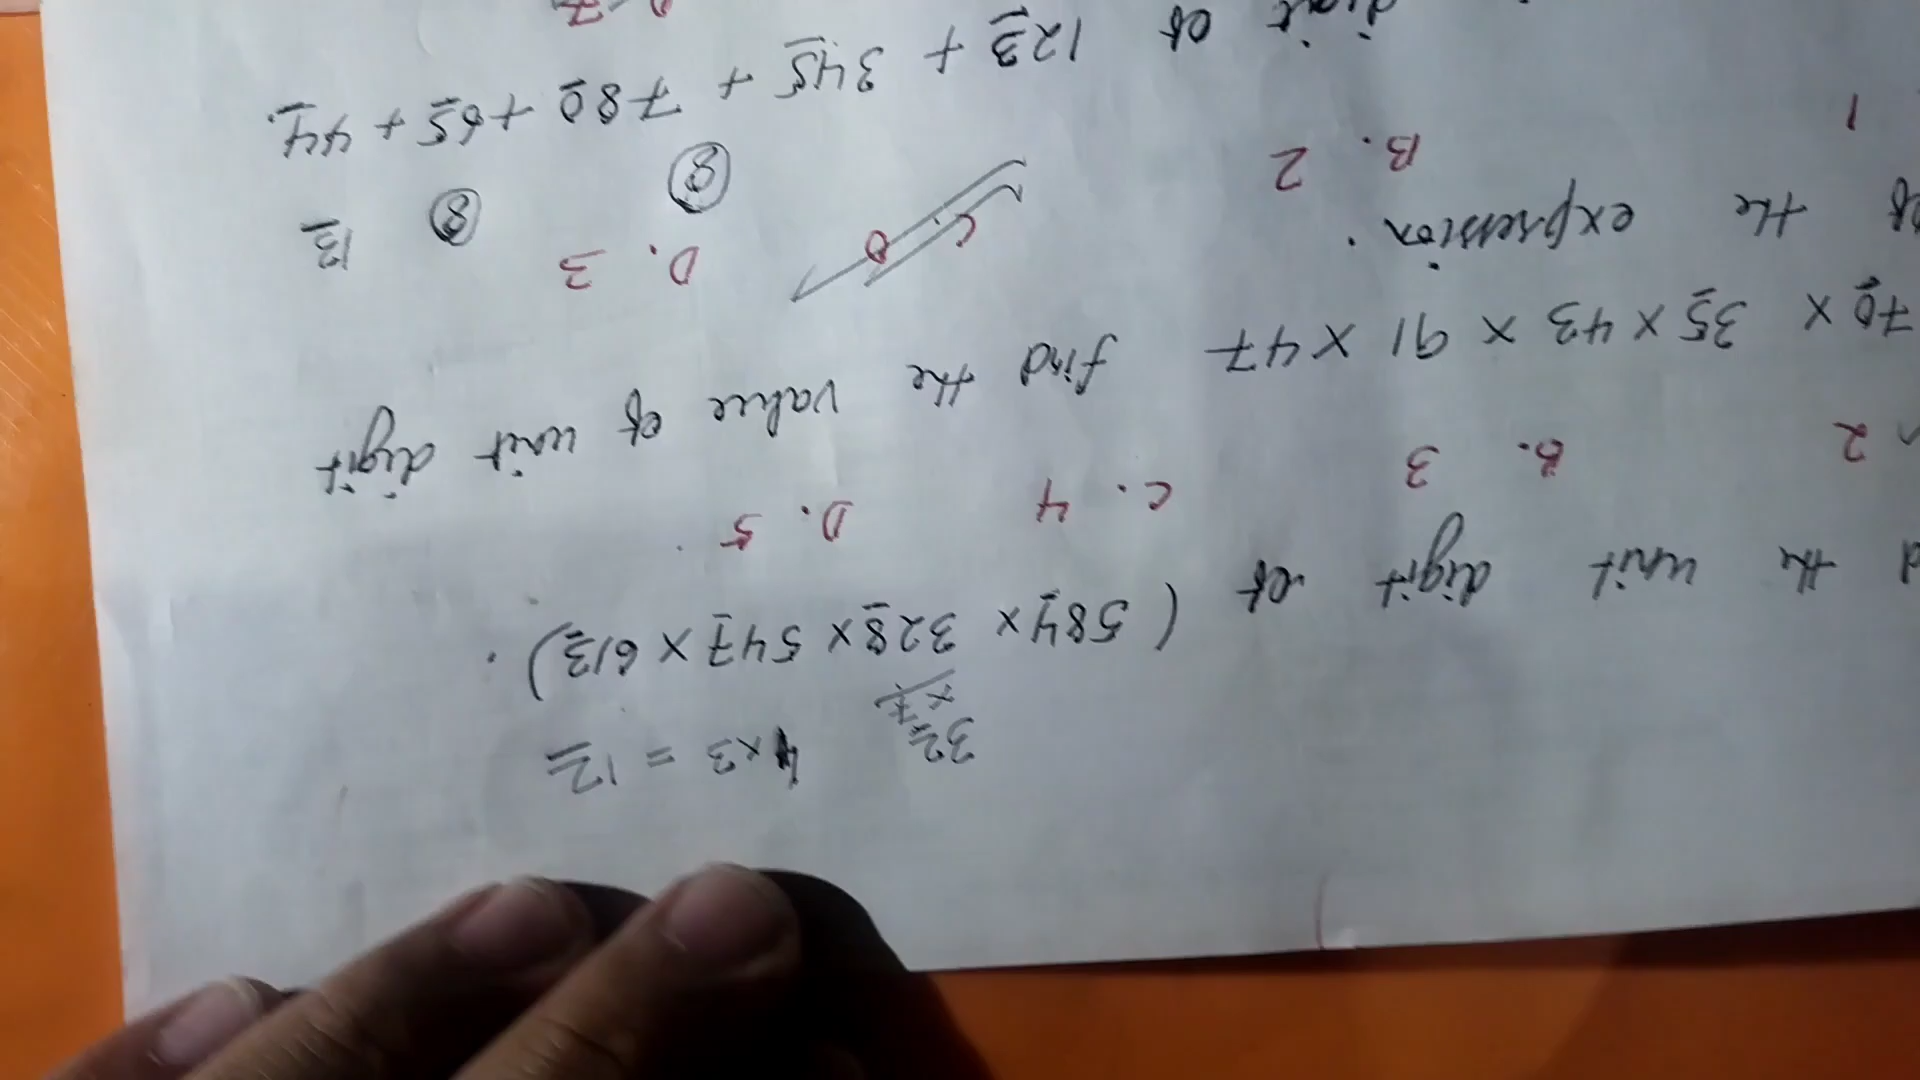 digit of 123 + 345 + 780 + 65 + 44.
8 8 13
1 B. 2 C. 0 D. 3
of the expression.
70 x 35 x 43 x 91 x 47 find the value of unit digit
2 B. 3 C. 4 D. 5
the unit digit of (584 x 328 x 547 x 613).
32 x 7 4x3 = 12